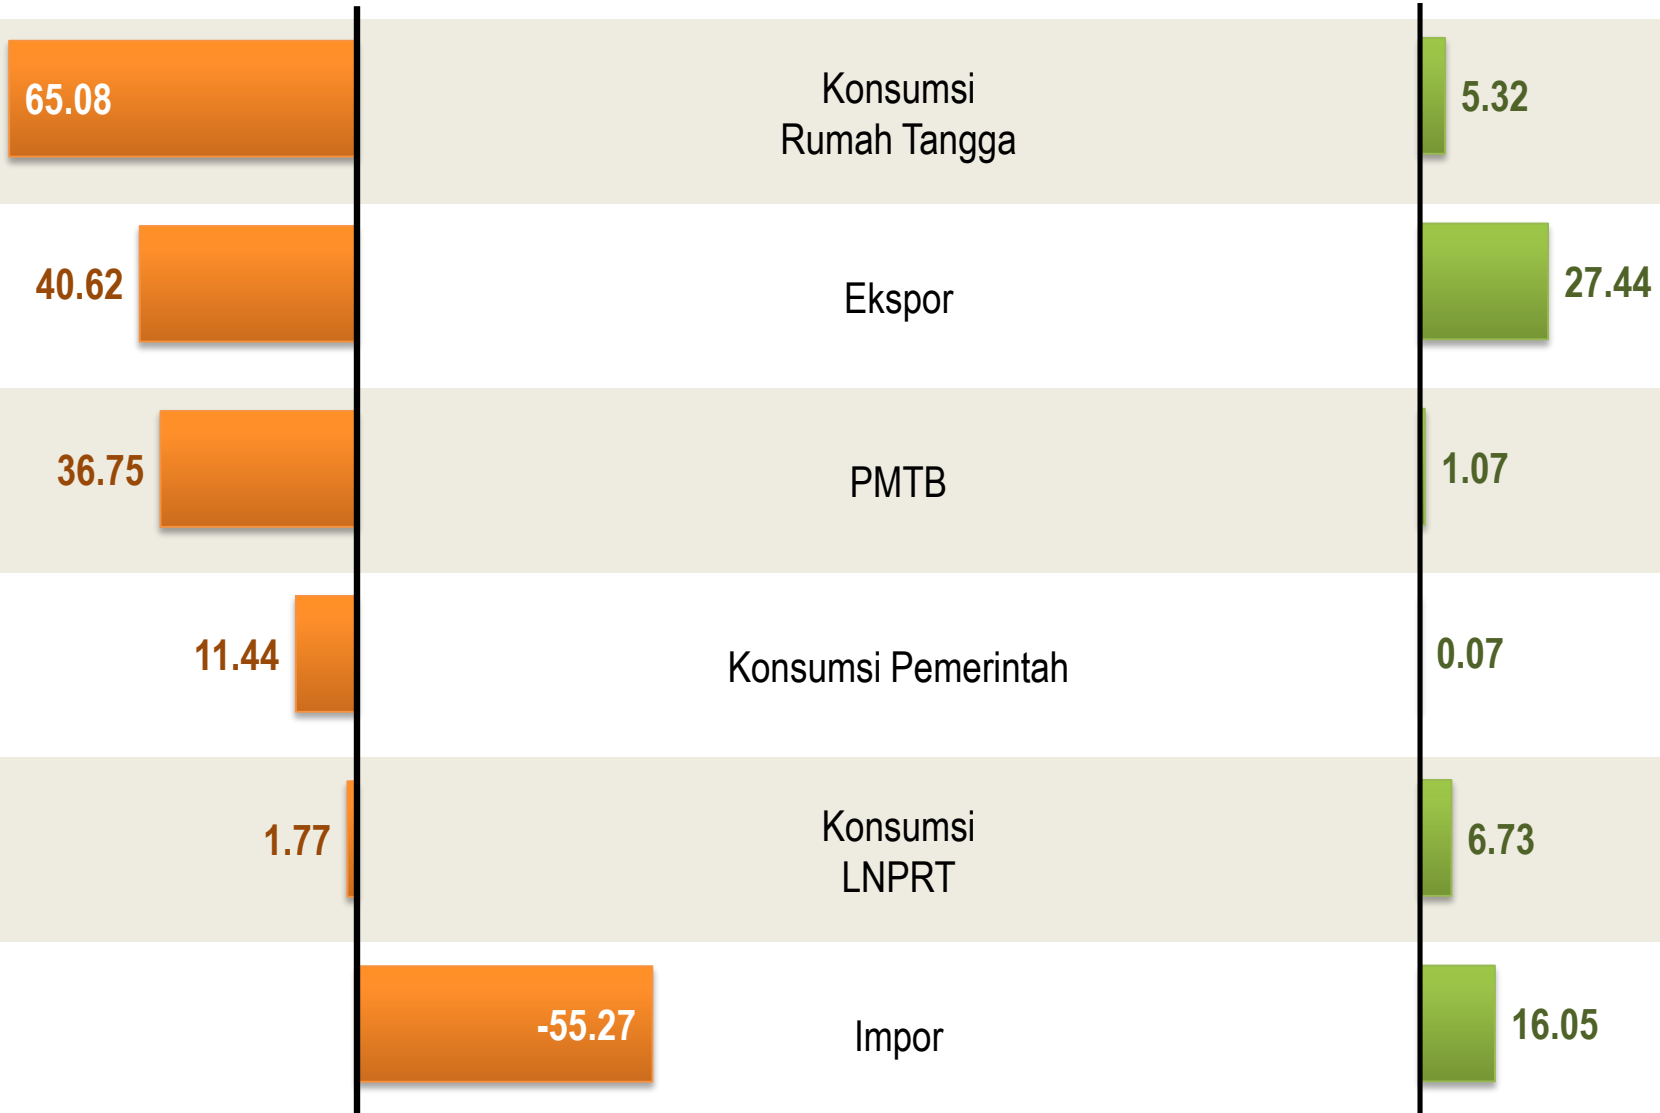 65.08
Konsumsi
Rumah Tangga
5.32
40.62
Ekspor
27.44
36.75
PMTB
1.07
11.44
Konsumsi Pemerintah
0.07
1.77
Konsumsi
LNPRT
6.73
-55.27
Impor
16.05